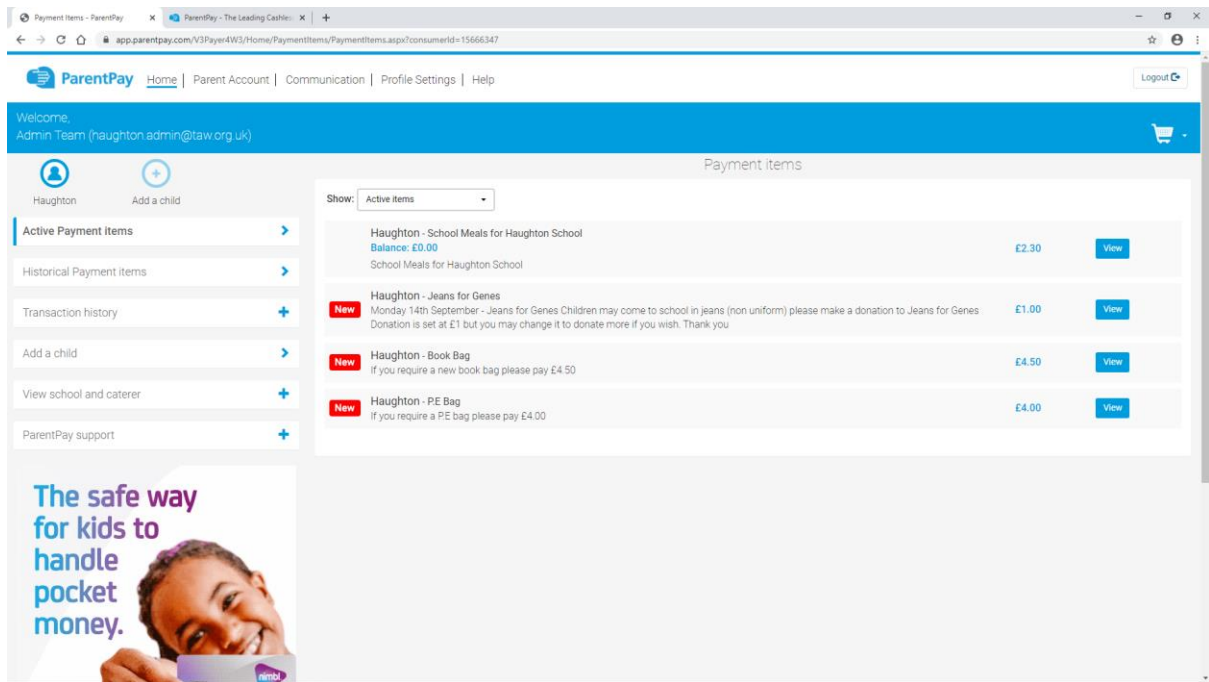 Payment Items - ParentPay
ParentPay - The Leading Cashles
app.parentpay.com/V3Payer4W3/Home/PaymentItems/PaymentItems.aspx?consumerId=15666347
ParentPay Home | Parent Account | Communication | Profile Settings | Help
Logout
Welcome,
Admin Team (haughton.admin@taw.org.uk)
Haughton
Add a child
Active Payment items
Historical Payment items
Transaction history
Add a child
View school and caterer
ParentPay support
The safe way
for kids to
handle
pocket
money.
nimbl
Payment items
Show: Active items
Haughton - School Meals for Haughton School
Balance: £0.00
School Meals for Haughton School
£2.30
View
New
Haughton - Jeans for Genes
Monday 14th September - Jeans for Genes Children may come to school in jeans (non uniform) please make a donation to Jeans for Genes
Donation is set at £1 but you may change it to donate more if you wish. Thank you
£1.00
View
New
Haughton - Book Bag
If you require a new book bag please pay £4.50
£4.50
View
New
Haughton - P.E Bag
If you require a P.E bag please pay £4.00
£4.00
View